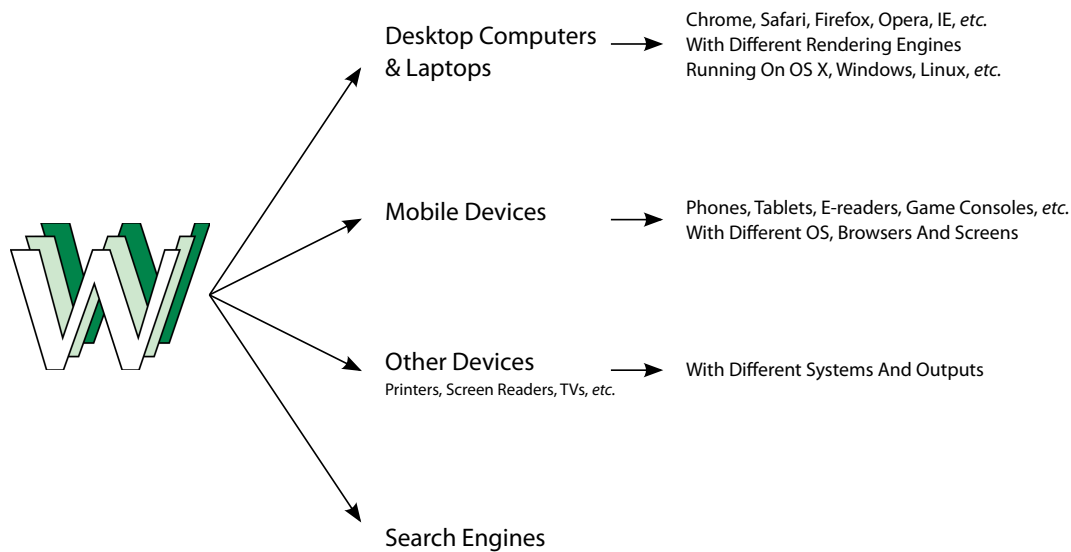 Desktop Computers
& Laptops
Chrome, Safari, Firefox, Opera, IE, etc.
With Different Rendering Engines
Running On OS X, Windows, Linux, etc.
Mobile Devices
Phones, Tablets, E-readers, Game Consoles, etc.
With Different OS, Browsers And Screens
WWW
Other Devices
Printers, Screen Readers, TVs, etc.
With Different Systems And Outputs
Search Engines